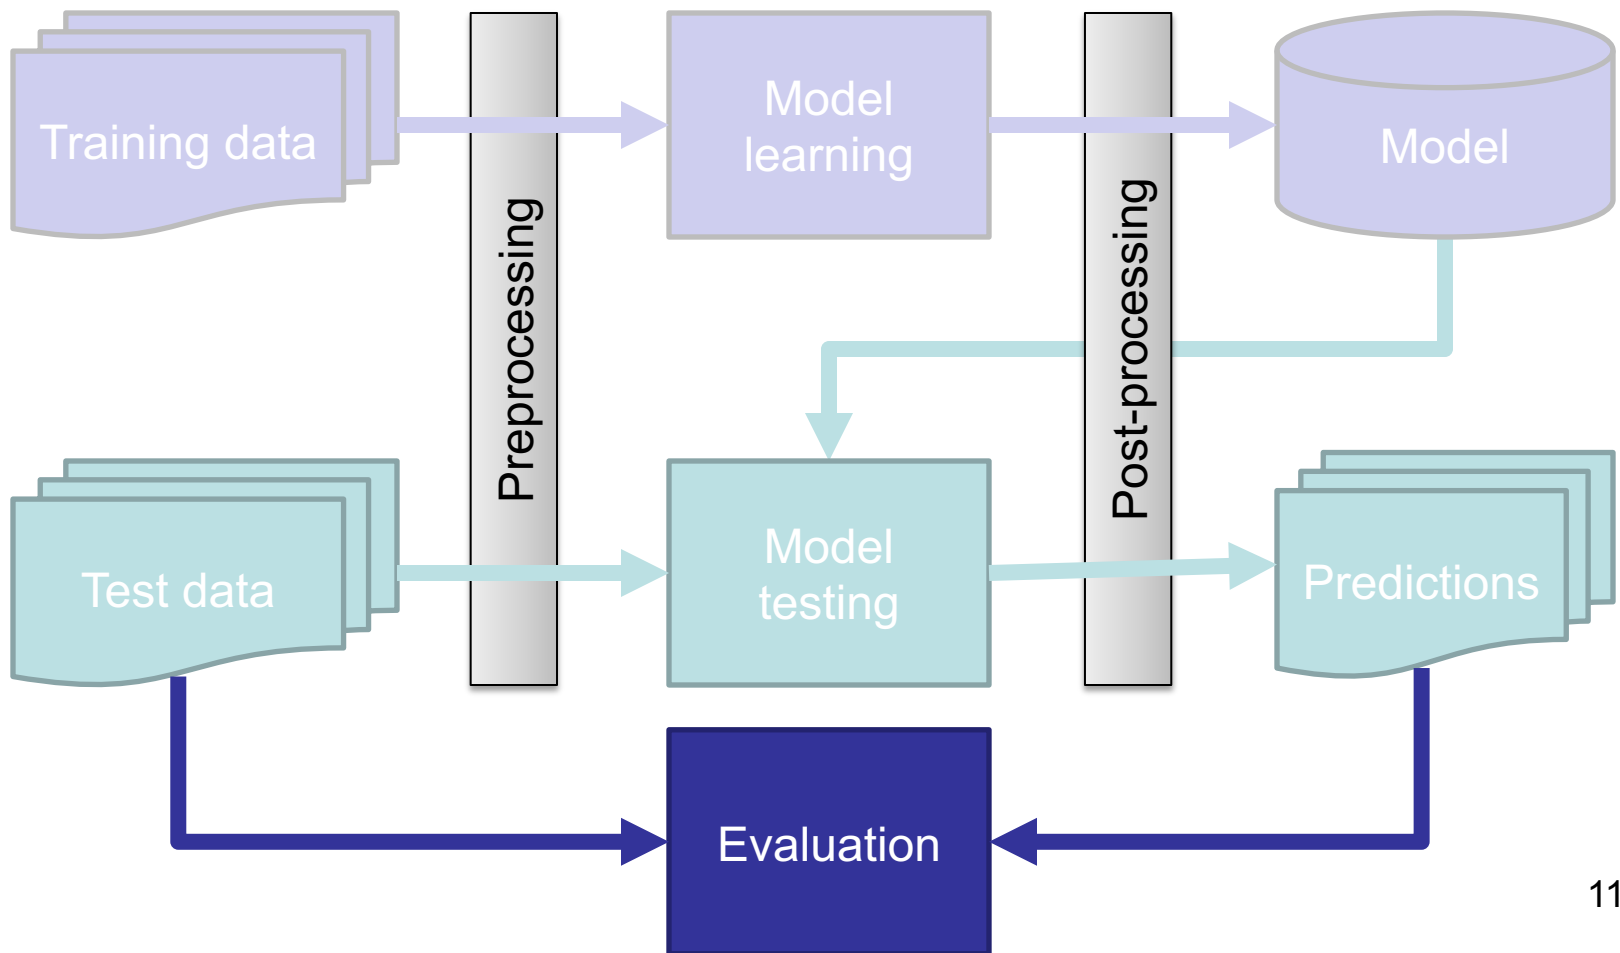 Training data
Preprocessing
Model
learning
Post-processing
Model
Test data
Model
testing
Predictions
Evaluation
11